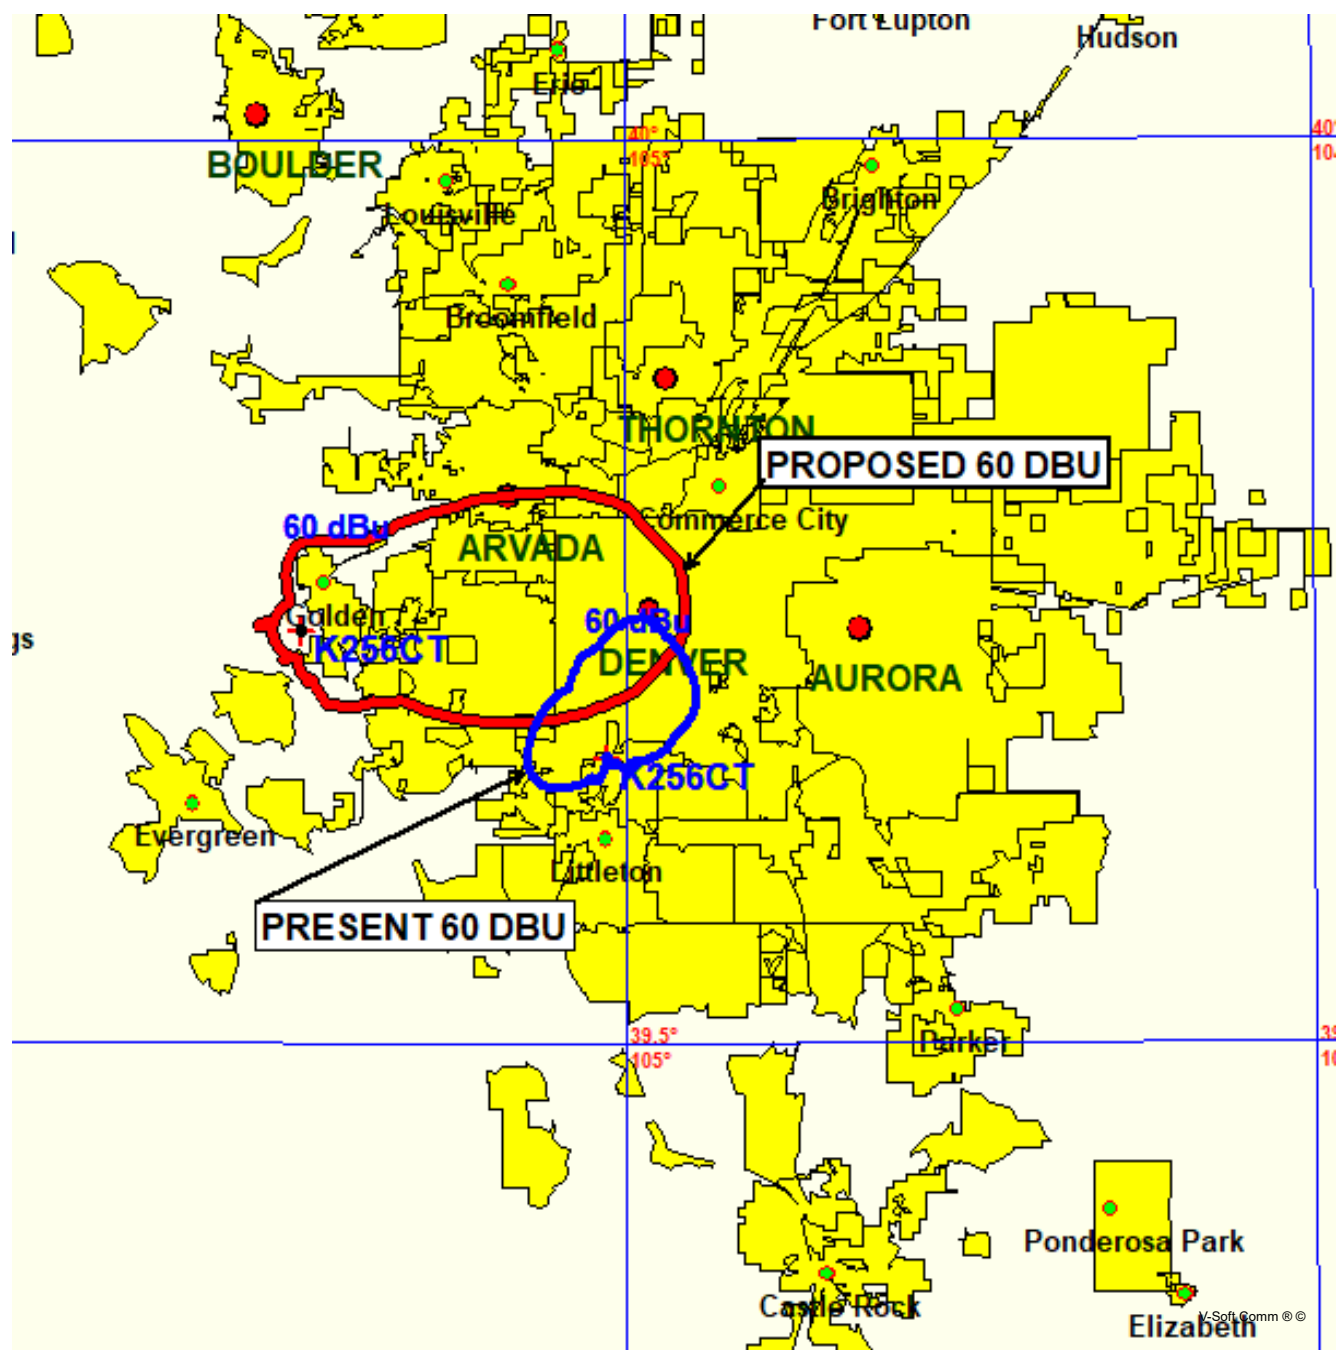 Fort Lupton
Hudson
Erie
40°
105°
40°
BOULDER
Louisville
Brighton
Broomfield
THORNTON
PROPOSED 60 DBU
60 dBu
Commerce City
ARVADA
Golden
60 dBu
gs
K256CT
DENVER
AURORA
K256CT
Evergreen
Littleton
PRESENT 60 DBU
39.5°
105°
Parker
Ponderosa Park
Castle Rock
V-Soft Comm ® ©
Elizabeth